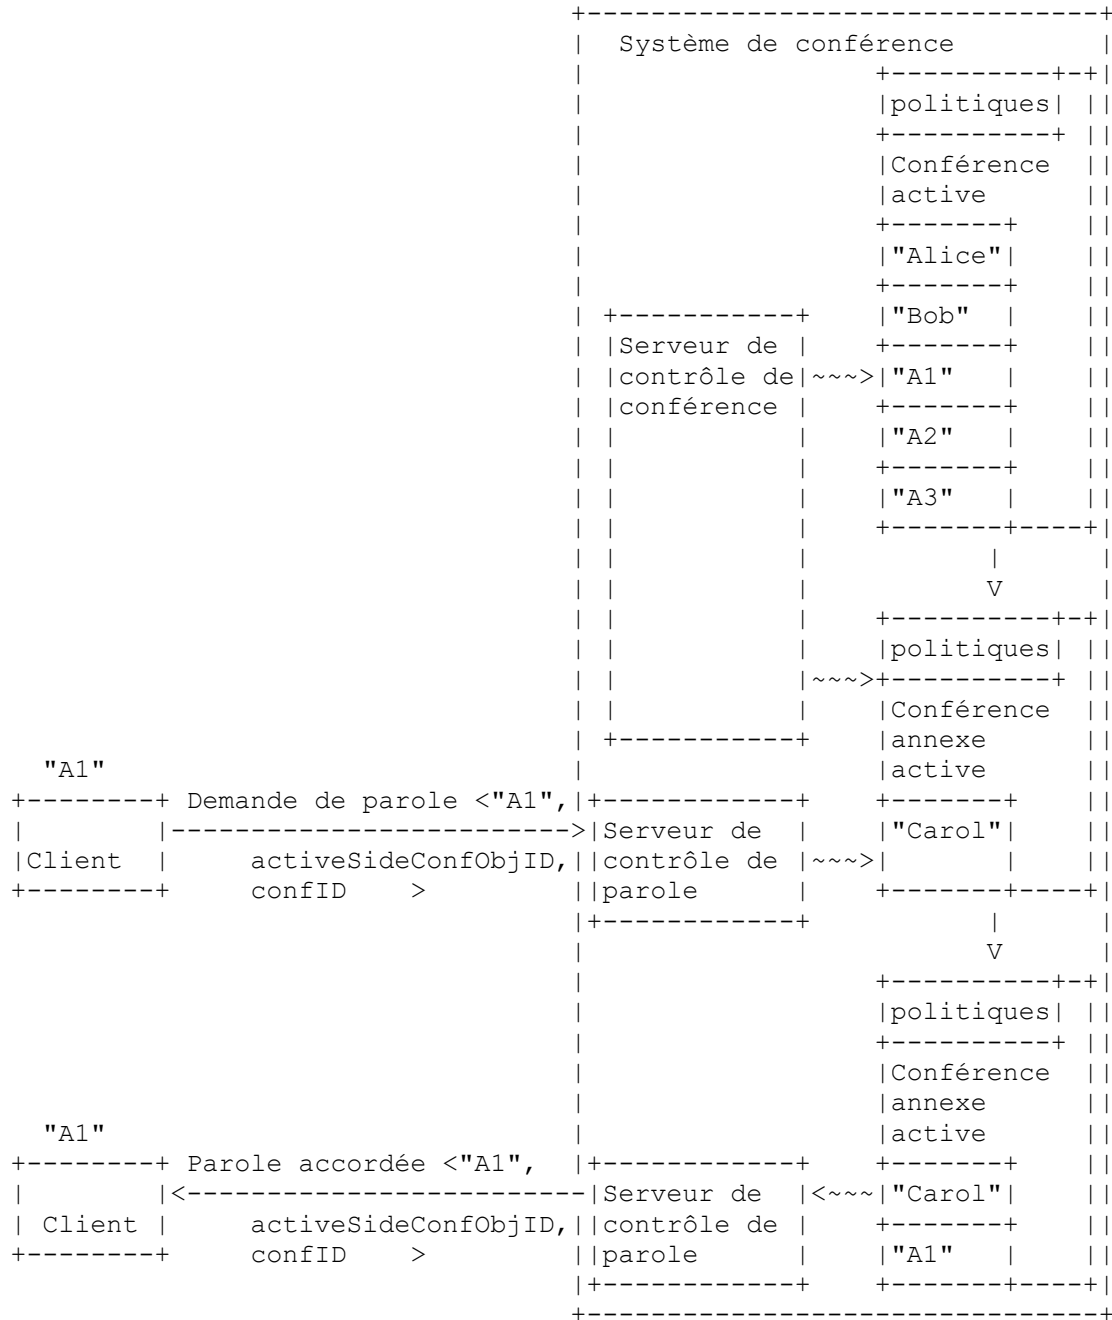 Système de conférence
politiques
Conférence
active
"Alice"
"Bob"
Serveur de
contrôle de
conférence
"A1"
"A2"
"A3"
V
politiques
Conférence
annexe
active
"A1"
Demande de parole <"A1",
Client
activeSideConfObjID,
confID >
Serveur de
contrôle de
parole
"Carol"
V
politiques
Conférence
annexe
active
"A1"
Parole accordée <"A1",
Client
activeSideConfObjID,
confID >
Serveur de
contrôle de
parole
"Carol"
"A1"